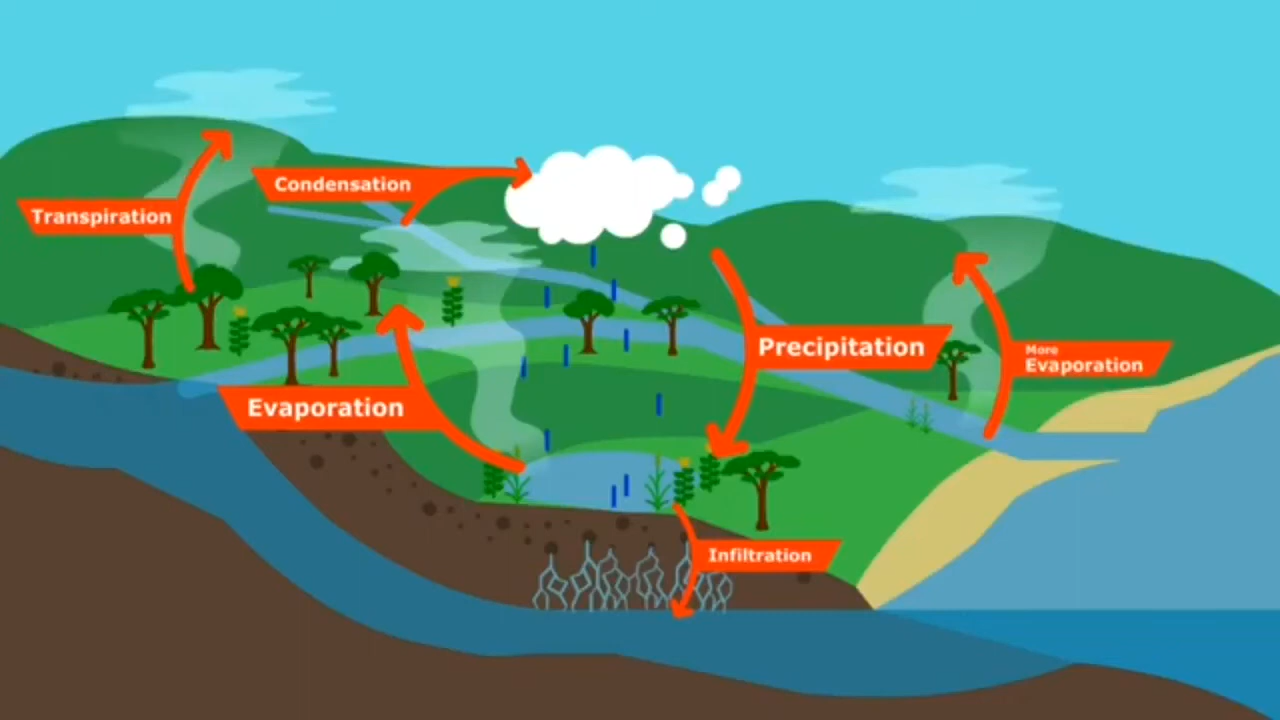 Condensation
Transpiration
Precipitation
More
Evaporation
Evaporation
Infiltration